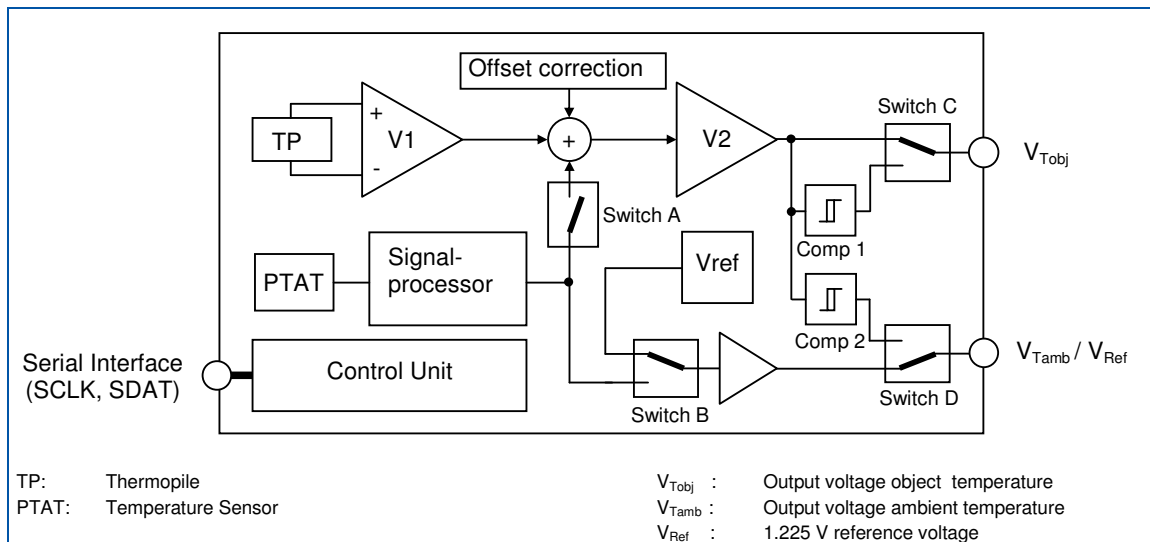 Offset correction
Switch C
TP
+
-
V1
+
V2
V_Tobj
Switch A
Comp 1
PTAT
Signal-
processor
Vref
Comp 2
Serial Interface
(SCLK, SDAT)
Control Unit
Switch B
Switch D
V_Tamb / V_Ref
TP: Thermopile
PTAT: Temperature Sensor
V_Tobj : Output voltage object temperature
V_Tamb : Output voltage ambient temperature
V_Ref : 1.225 V reference voltage